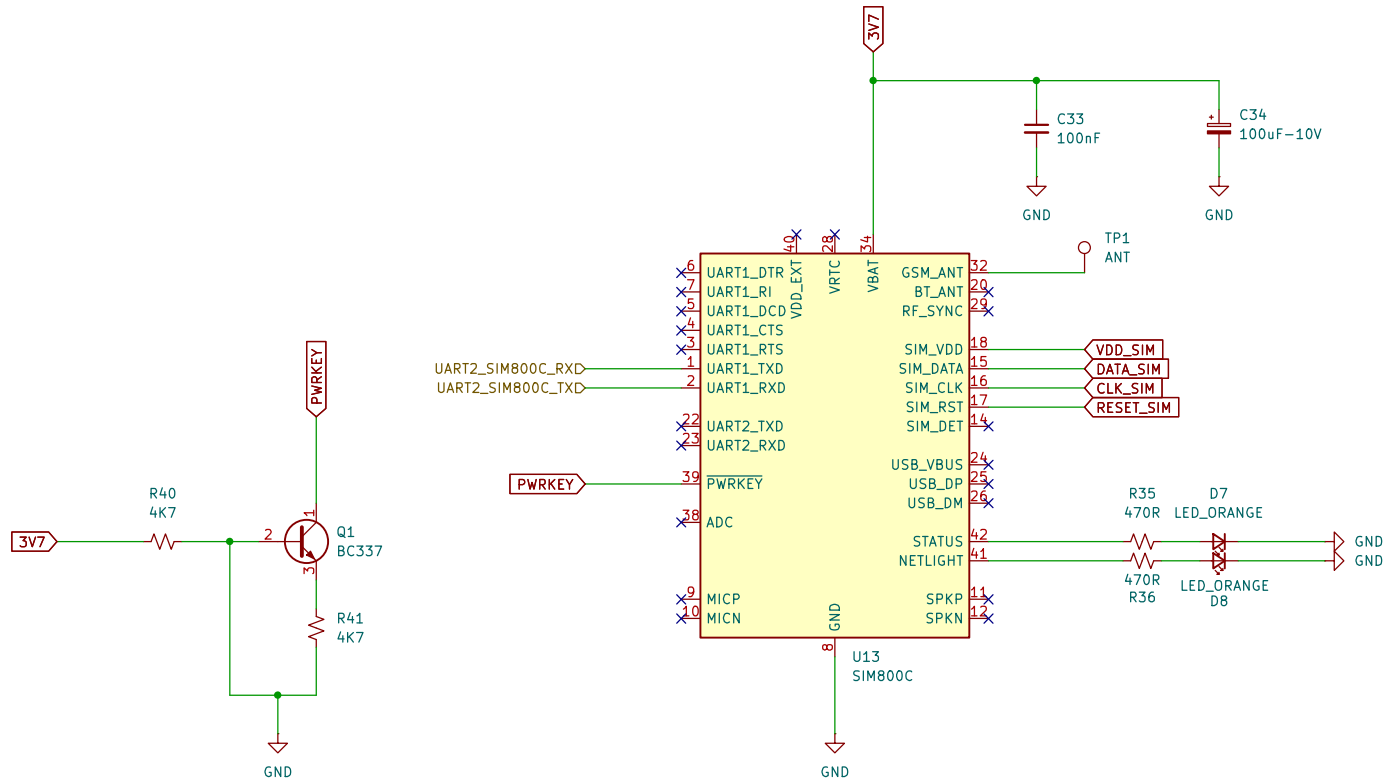 3V7
C33
100nF
C34
100uF-10V
GND
GND
TP1
ANT
40
28
34
VDD_EXT
VRTC
VBAT
6 UART1_DTR
7 UART1_RI
5 UART1_DCD
4 UART1_CTS
3 UART1_RTS
UART2_SIM800C_RX 1 UART1_TXD
UART2_SIM800C_TX 2 UART1_RXD
22 UART2_TXD
23 UART2_RXD
PWRKEY 39 PWRKEY
38 ADC
9 MICP
10 MICN
GSM_ANT 32
BT_ANT 20
RF_SYNC 29
SIM_VDD 18 VDD_SIM
SIM_DATA 15 DATA_SIM
SIM_CLK 16 CLK_SIM
SIM_RST 17 RESET_SIM
SIM_DET 14
USB_VBUS 24
USB_DP 25
USB_DM 26
STATUS 42
NETLIGHT 41
SPKP 11
SPKN 12
GND
8
U13
SIM800C
GND
R35
470R
D7
LED_ORANGE
GND
GND
470R
R36
LED_ORANGE
D8
PWRKEY
R40
4K7
3V7
2
1
3
Q1
BC337
R41
4K7
GND